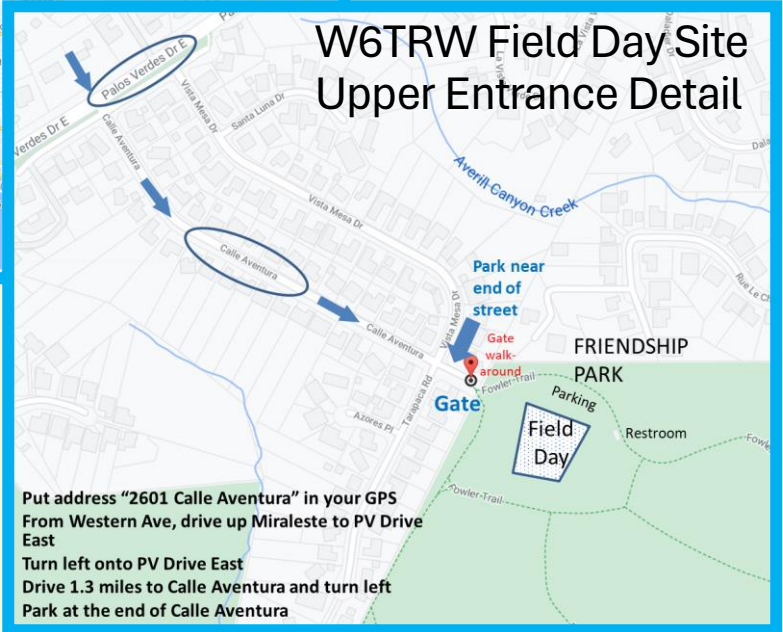 W6TRW Field Day Site
Upper Entrance Detail
Palos Verdes Dr E
Verdes Dr E
Calle Aventura
Vista Mesa Dr
Santa Luna Dr
La Vista
Averill Canyon Creek
Vista Mesa Dr
Calle Aventura
Rue Le Ch
Park near
end of
street
Vista Mesa Dr
Calle Aventura
Gate
walk-
around
FRIENDSHIP
PARK
Fowler-Trail
Gate
Tarapaca Rd
Azores Pl
Parking
Field
Day
Restroom
Fowle
Fowler-Trail
Put address “2601 Calle Aventura” in your GPS
From Western Ave, drive up Miraleste to PV Drive
East
Turn left onto PV Drive East
Drive 1.3 miles to Calle Aventura and turn left
Park at the end of Calle Aventura